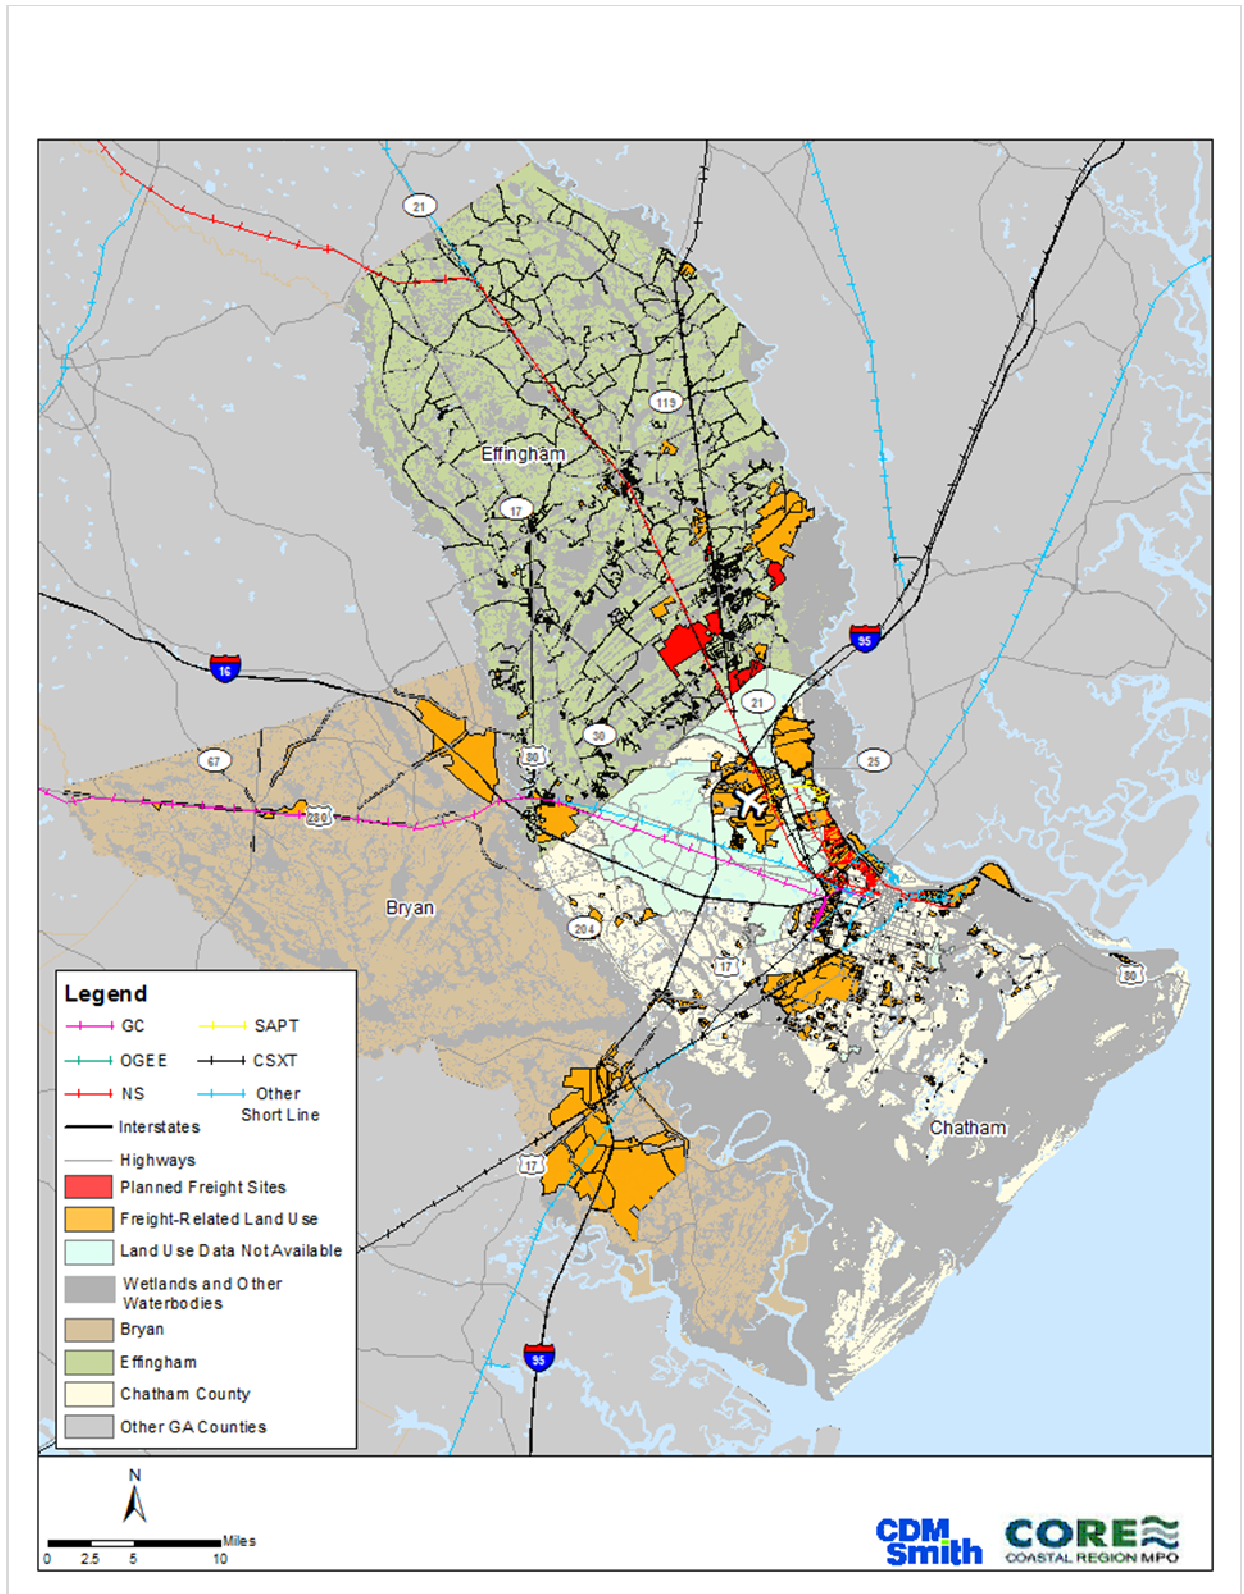 21
119
Effingham
17
95
16
21
30
80
25
67
280
Bryan
204
17
80
Chatham
17
95
Legend
GC
SAPT
OGEE
CSXT
NS
Other
Short Line
Interstates
Highways
Planned Freight Sites
Freight-Related Land Use
Land Use Data Not Available
Wetlands and Other
Waterbodies
Bryan
Effingham
Chatham County
Other GA Counties
N
Miles
0 2.5 5 10
CDM
Smith
CORE
COASTAL REGION MPO